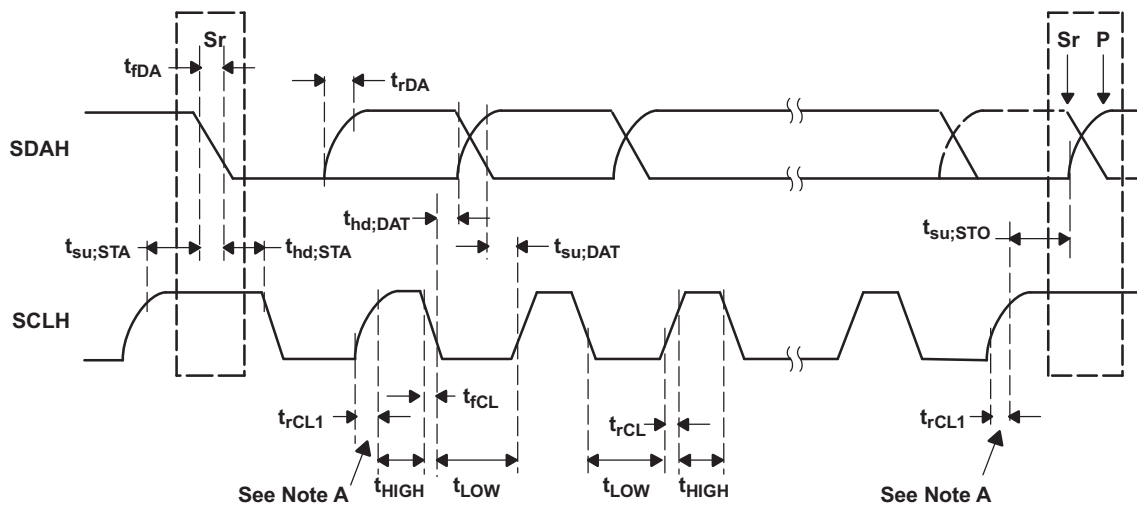 Sr
Sr P
tfDA
trDA
SDAH
thd;DAT
tsu;STA
thd;STA
tsu;DAT
tsu;STO
SCLH
tfCL
trCL1
trCL
trCL1
tHIGH
tLOW
tLOW
tHIGH
See Note A
See Note A